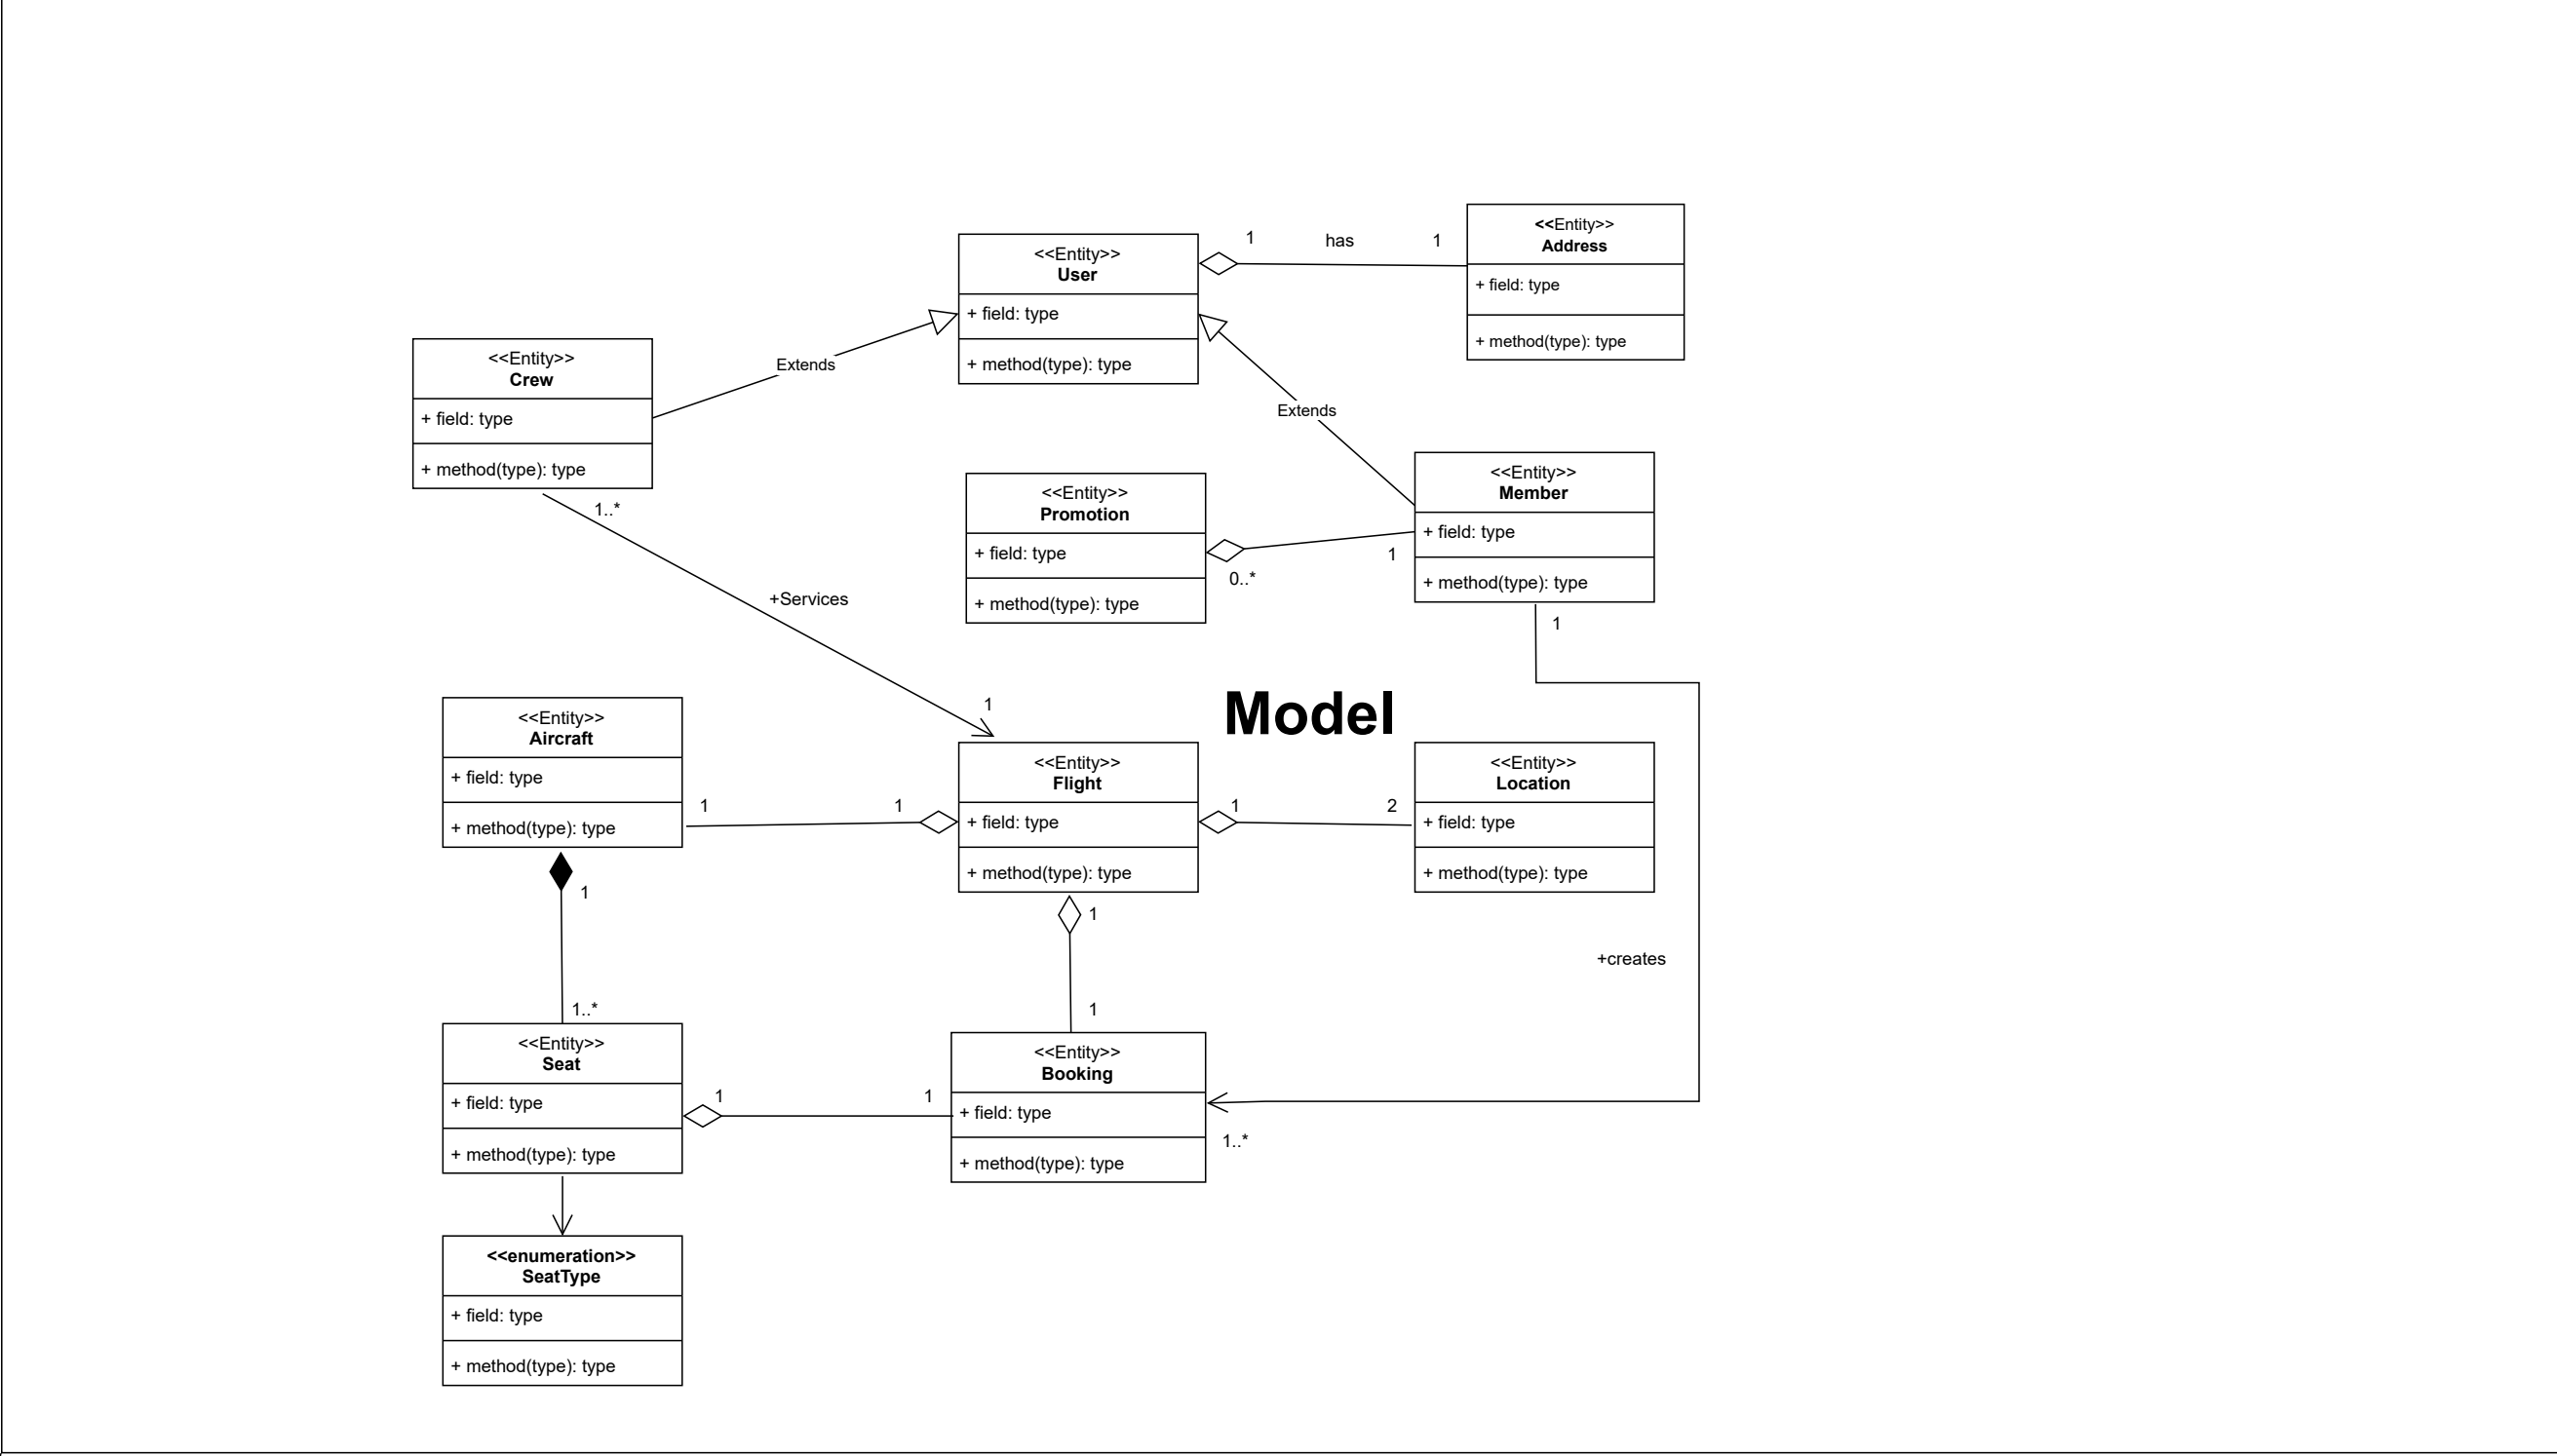 <<Entity>>
Address
+ field: type
+ method(type): type
1
has
1
<<Entity>>
User
+ field: type
+ method(type): type
<<Entity>>
Crew
+ field: type
+ method(type): type
Extends
Extends
<<Entity>>
Member
+ field: type
+ method(type): type
<<Entity>>
Promotion
+ field: type
+ method(type): type
1..*
1
0..*
+Services
1
1
Model
<<Entity>>
Aircraft
+ field: type
+ method(type): type
<<Entity>>
Flight
+ field: type
+ method(type): type
<<Entity>>
Location
+ field: type
+ method(type): type
1
1
1
2
1
1
+creates
1..*
1
<<Entity>>
Seat
+ field: type
+ method(type): type
<<Entity>>
Booking
+ field: type
+ method(type): type
1
1
1..*
<<enumeration>>
SeatType
+ field: type
+ method(type): type